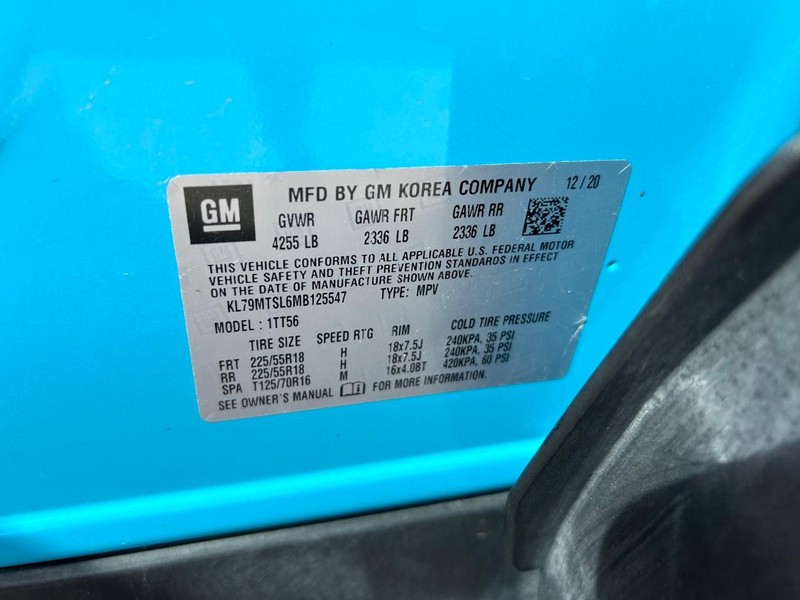 GM
MFD BY GM KOREA COMPANY 12/20
GVWR GAWR FRT GAWR RR
4255 LB 2336 LB 2336 LB
THIS VEHICLE CONFORMS TO ALL APPLICABLE U.S. FEDERAL MOTOR
VEHICLE SAFETY AND THEFT PREVENTION STANDARDS IN EFFECT
ON THE DATE OF MANUFACTURE SHOWN ABOVE.
KL79MTSL6MB125547 TYPE: MPV
MODEL : 1TT56
TIRE SIZE SPEED RTG RIM COLD TIRE PRESSURE
FRT 225/55R18 H 18x7.5J 240KPA, 35 PSI
RR 225/55R18 H 18x7.5J 240KPA, 35 PSI
SPA T125/70R16 M 16x4.0BT 420KPA, 60 PSI
SEE OWNER'S MANUAL FOR MORE INFORMATION.